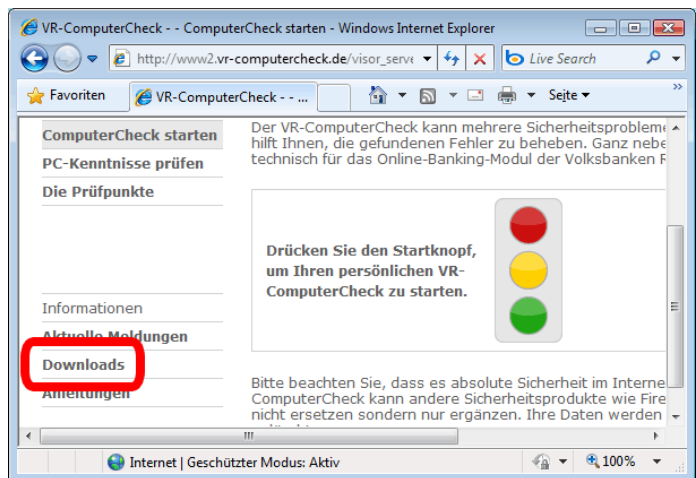 VR-ComputerCheck - - ComputerCheck starten - Windows Internet Explorer
http://www2.vr-computercheck.de/visor_serve
Live Search
Favoriten
VR-ComputerCheck - - ...
Seite
ComputerCheck starten
PC-Kenntnisse prüfen
Die Prüfpunkte
Informationen
Aktuelle Meldungen
Downloads
Anleitungen
Der VR-ComputerCheck kann mehrere Sicherheitsprobleme
hilft Ihnen, die gefundenen Fehler zu beheben. Ganz nebe
technisch für das Online-Banking-Modul der Volksbanken R
Drücken Sie den Startknopf,
um Ihren persönlichen VR-
ComputerCheck zu starten.
Bitte beachten Sie, dass es absolute Sicherheit im Interne
ComputerCheck kann andere Sicherheitsprodukte wie Fire
nicht ersetzen sondern nur ergänzen. Ihre Daten werden
Internet | Geschützter Modus: Aktiv
100%